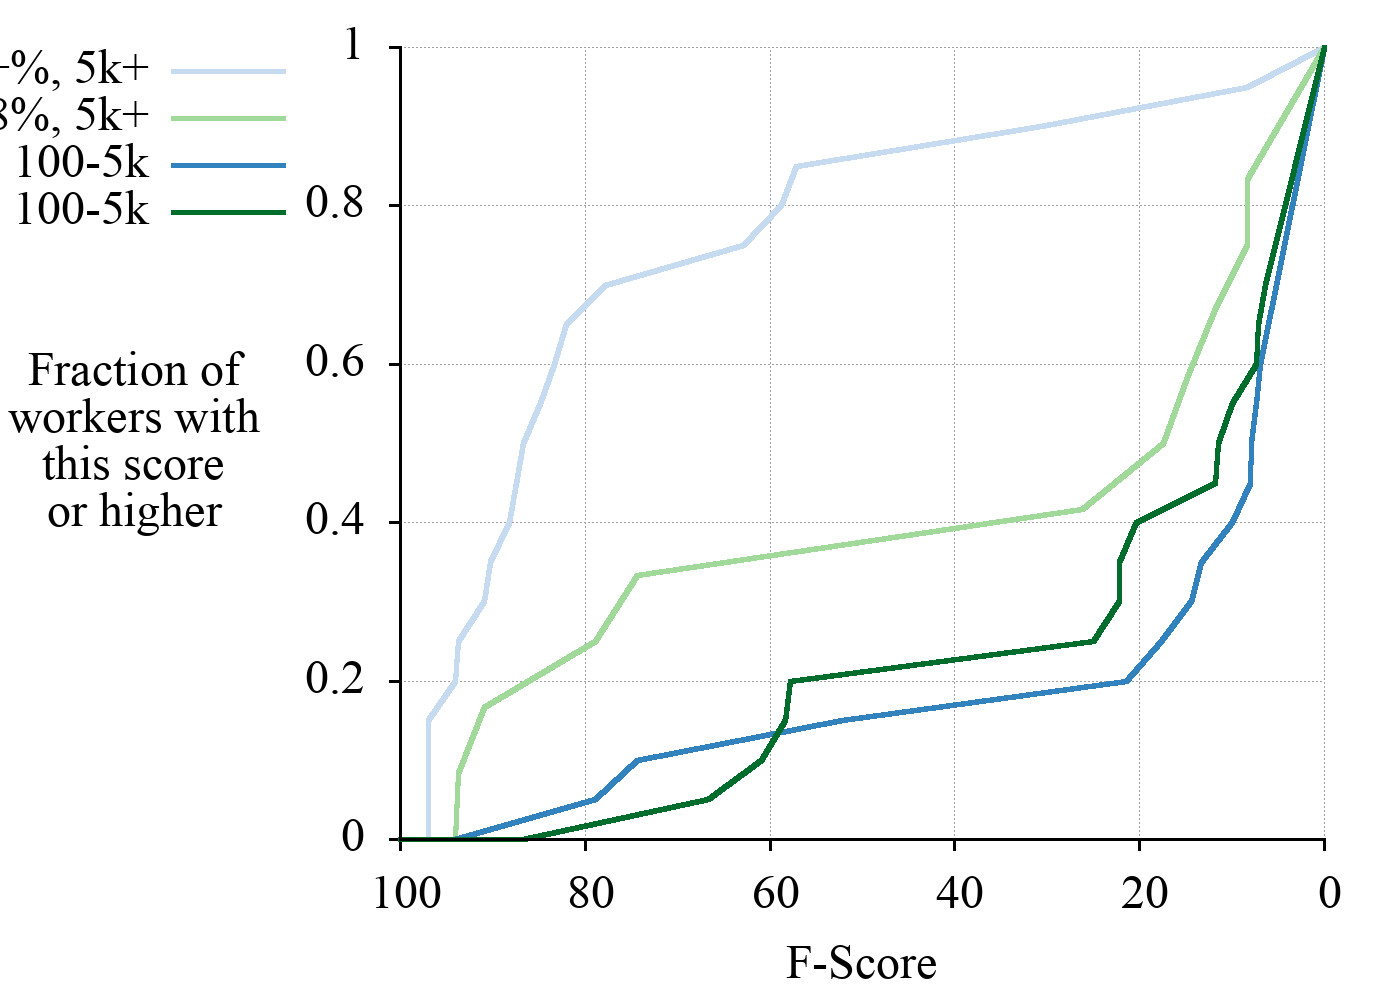 %, 5k+
8%, 5k+
100-5k
100-5k
1
0.8
0.6
0.4
0.2
0
Fraction of
workers with
this score
or higher
100 80 60 40 20 0
F-Score